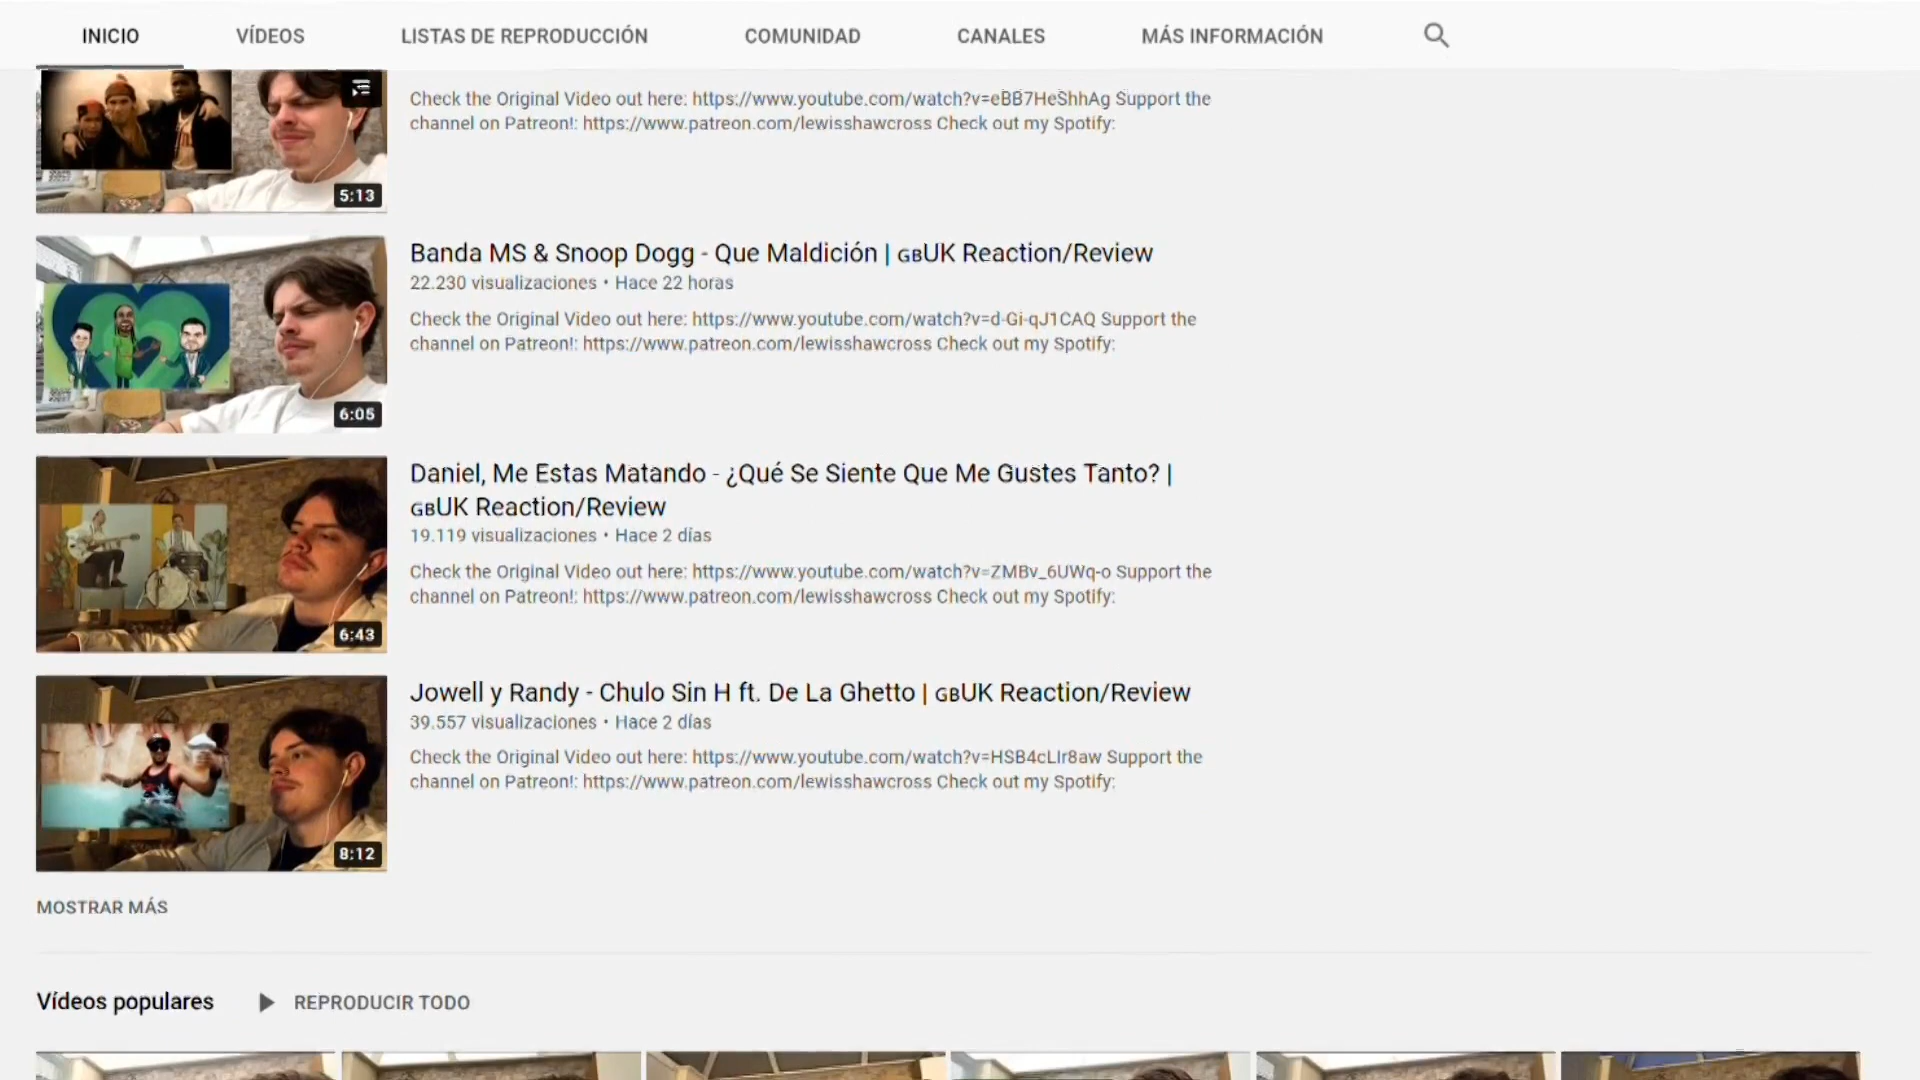 INICIO VÍDEOS LISTAS DE REPRODUCCIÓN COMUNIDAD CANALES MÁS INFORMACIÓN
Check the Original Video out here: https://www.youtube.com/watch?v=eBB7HeShhAg Support the
channel on Patreon!: https://www.patreon.com/lewisshawcross Check out my Spotify:
5:13
Banda MS & Snoop Dogg - Que Maldición | GBUK Reaction/Review
22.230 visualizaciones • Hace 22 horas
Check the Original Video out here: https://www.youtube.com/watch?v=d-Gi-qJ1CAQ Support the
channel on Patreon!: https://www.patreon.com/lewisshawcross Check out my Spotify:
6:05
Daniel, Me Estas Matando - ¿Qué Se Siente Que Me Gustes Tanto? |
GBUK Reaction/Review
19.119 visualizaciones • Hace 2 días
Check the Original Video out here: https://www.youtube.com/watch?v=ZMBv_6UWq-o Support the
channel on Patreon!: https://www.patreon.com/lewisshawcross Check out my Spotify:
6:43
Jowell y Randy - Chulo Sin H ft. De La Ghetto | GBUK Reaction/Review
39.557 visualizaciones • Hace 2 días
Check the Original Video out here: https://www.youtube.com/watch?v=HSB4cLIr8aw Support the
channel on Patreon!: https://www.patreon.com/lewisshawcross Check out my Spotify:
8:12
MOSTRAR MÁS
Vídeos populares REPRODUCIR TODO